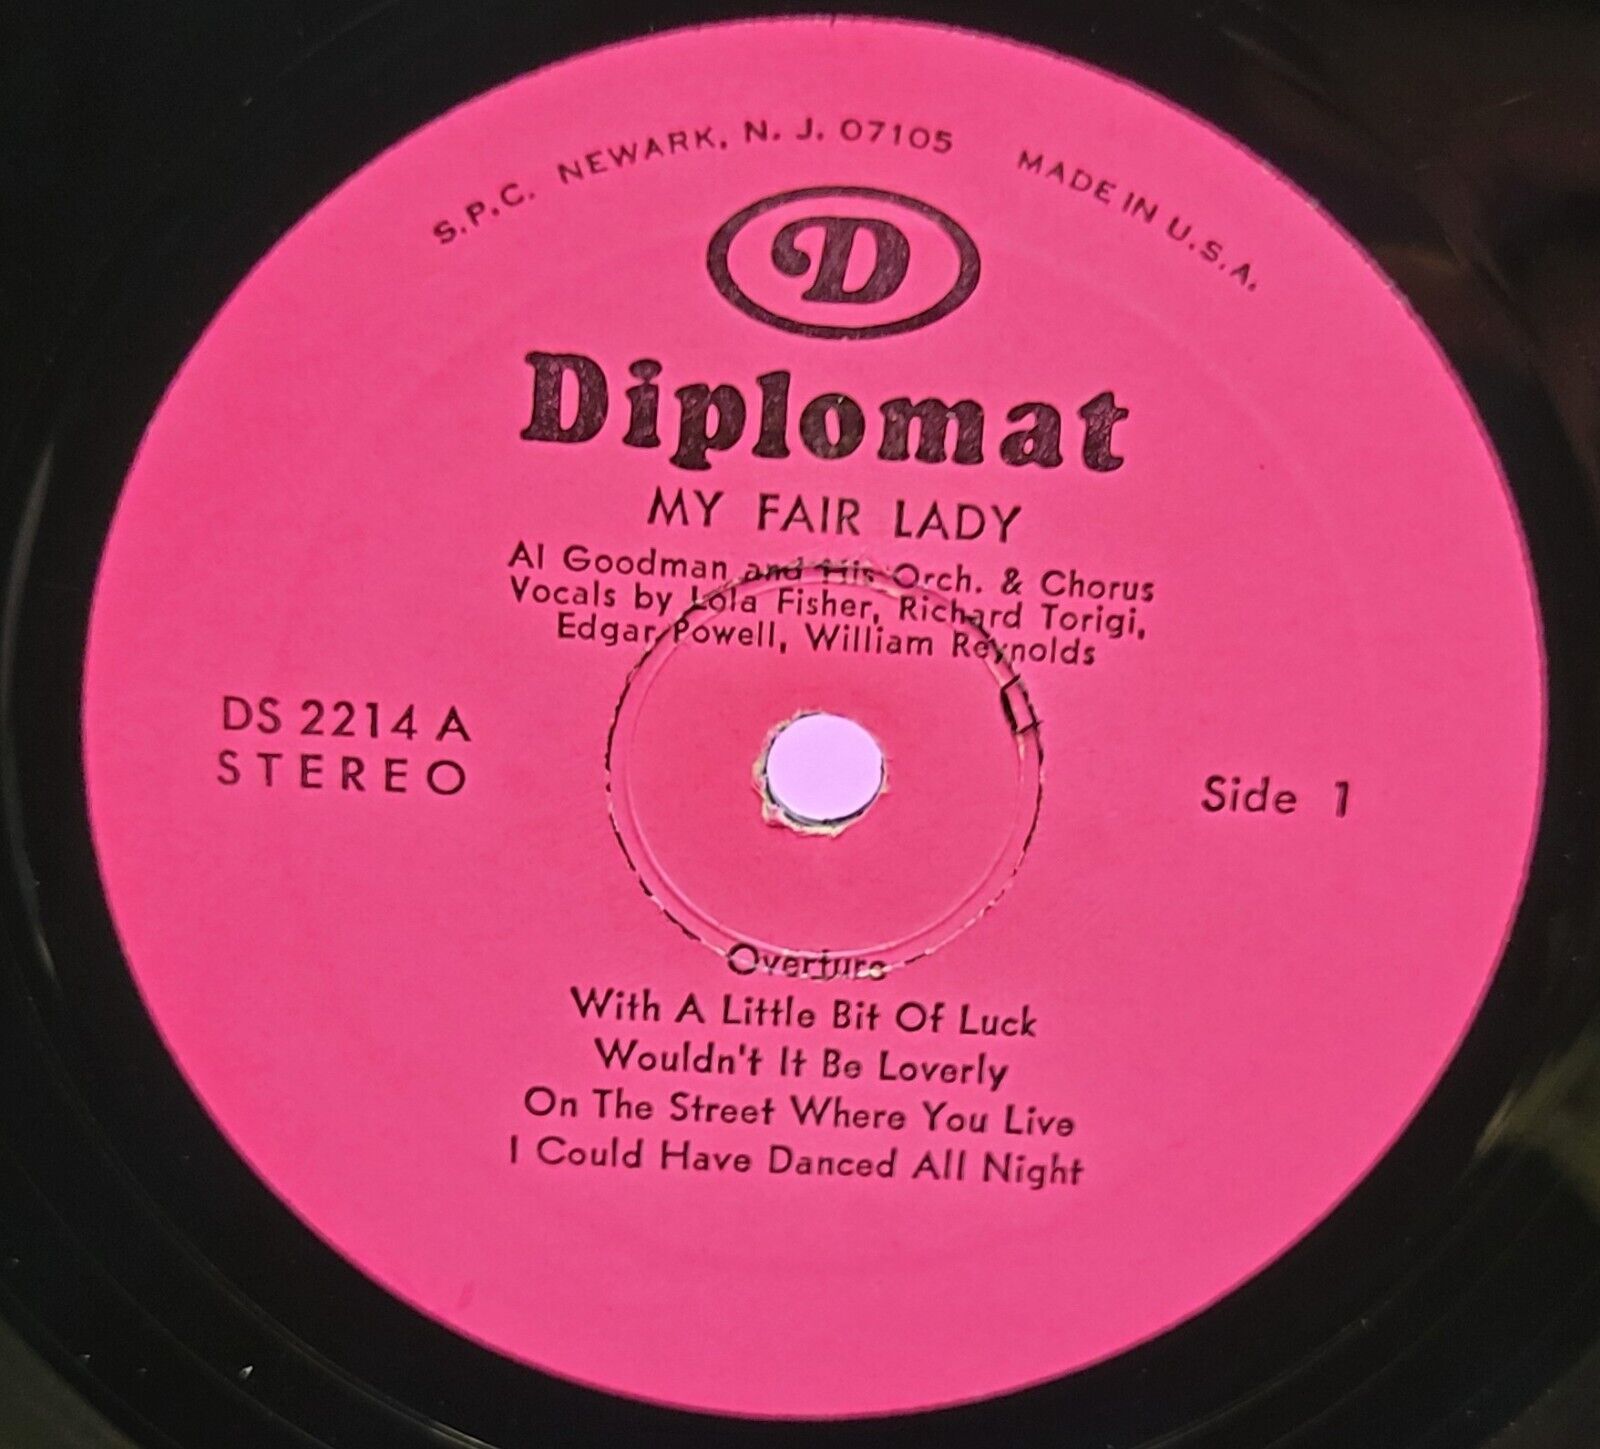 S.P.C. NEWARK, N. J. 07105 MADE IN U.S.A.
D
Diplomat
MY FAIR LADY
Al Goodman and His Orch. & Chorus
Vocals by Lola Fisher, Richard Torigi,
Edgar Powell, William Reynolds
DS 2214 A
STEREO
Side 1
Overture
With A Little Bit Of Luck
Wouldn't It Be Loverly
On The Street Where You Live
I Could Have Danced All Night